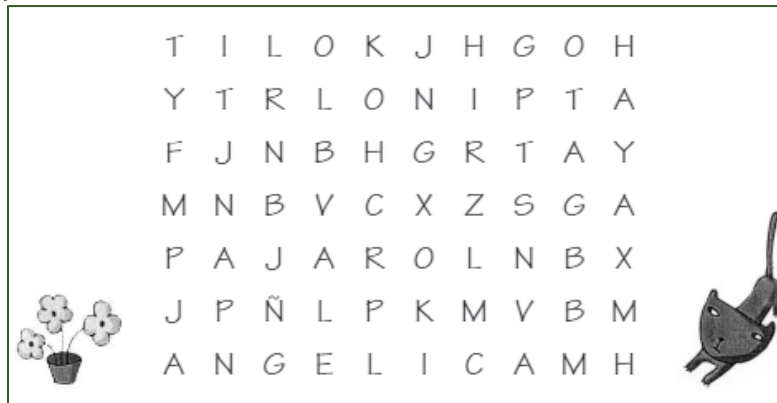 T I L O K J H G O H
Y T R L O N I P T A
F J N B H G R T A Y
M N B V C X Z S G A
P A J A R O L N B X
J P Ñ L P K M V B M
A N G E L I C A M H